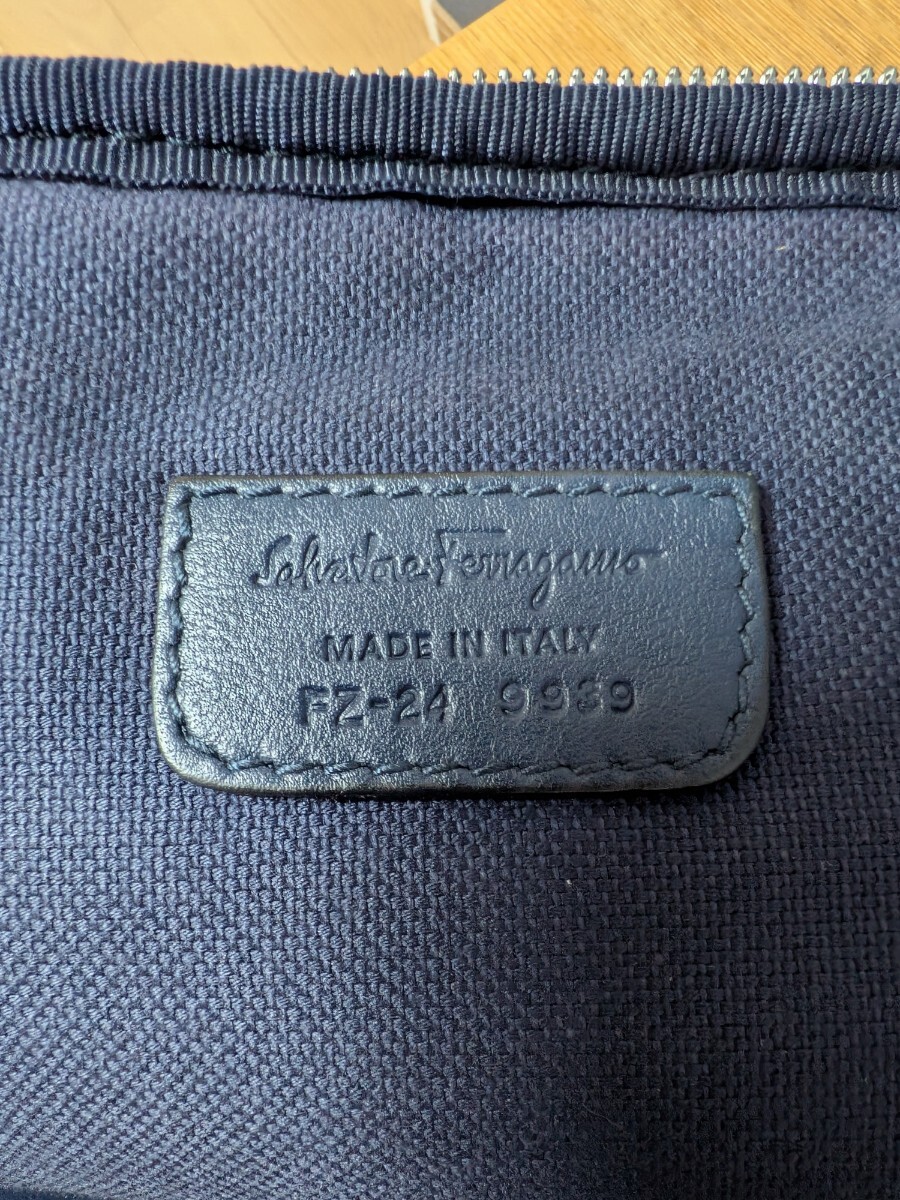 Salvatore Ferragamo
MADE IN ITALY
FZ-24 9939